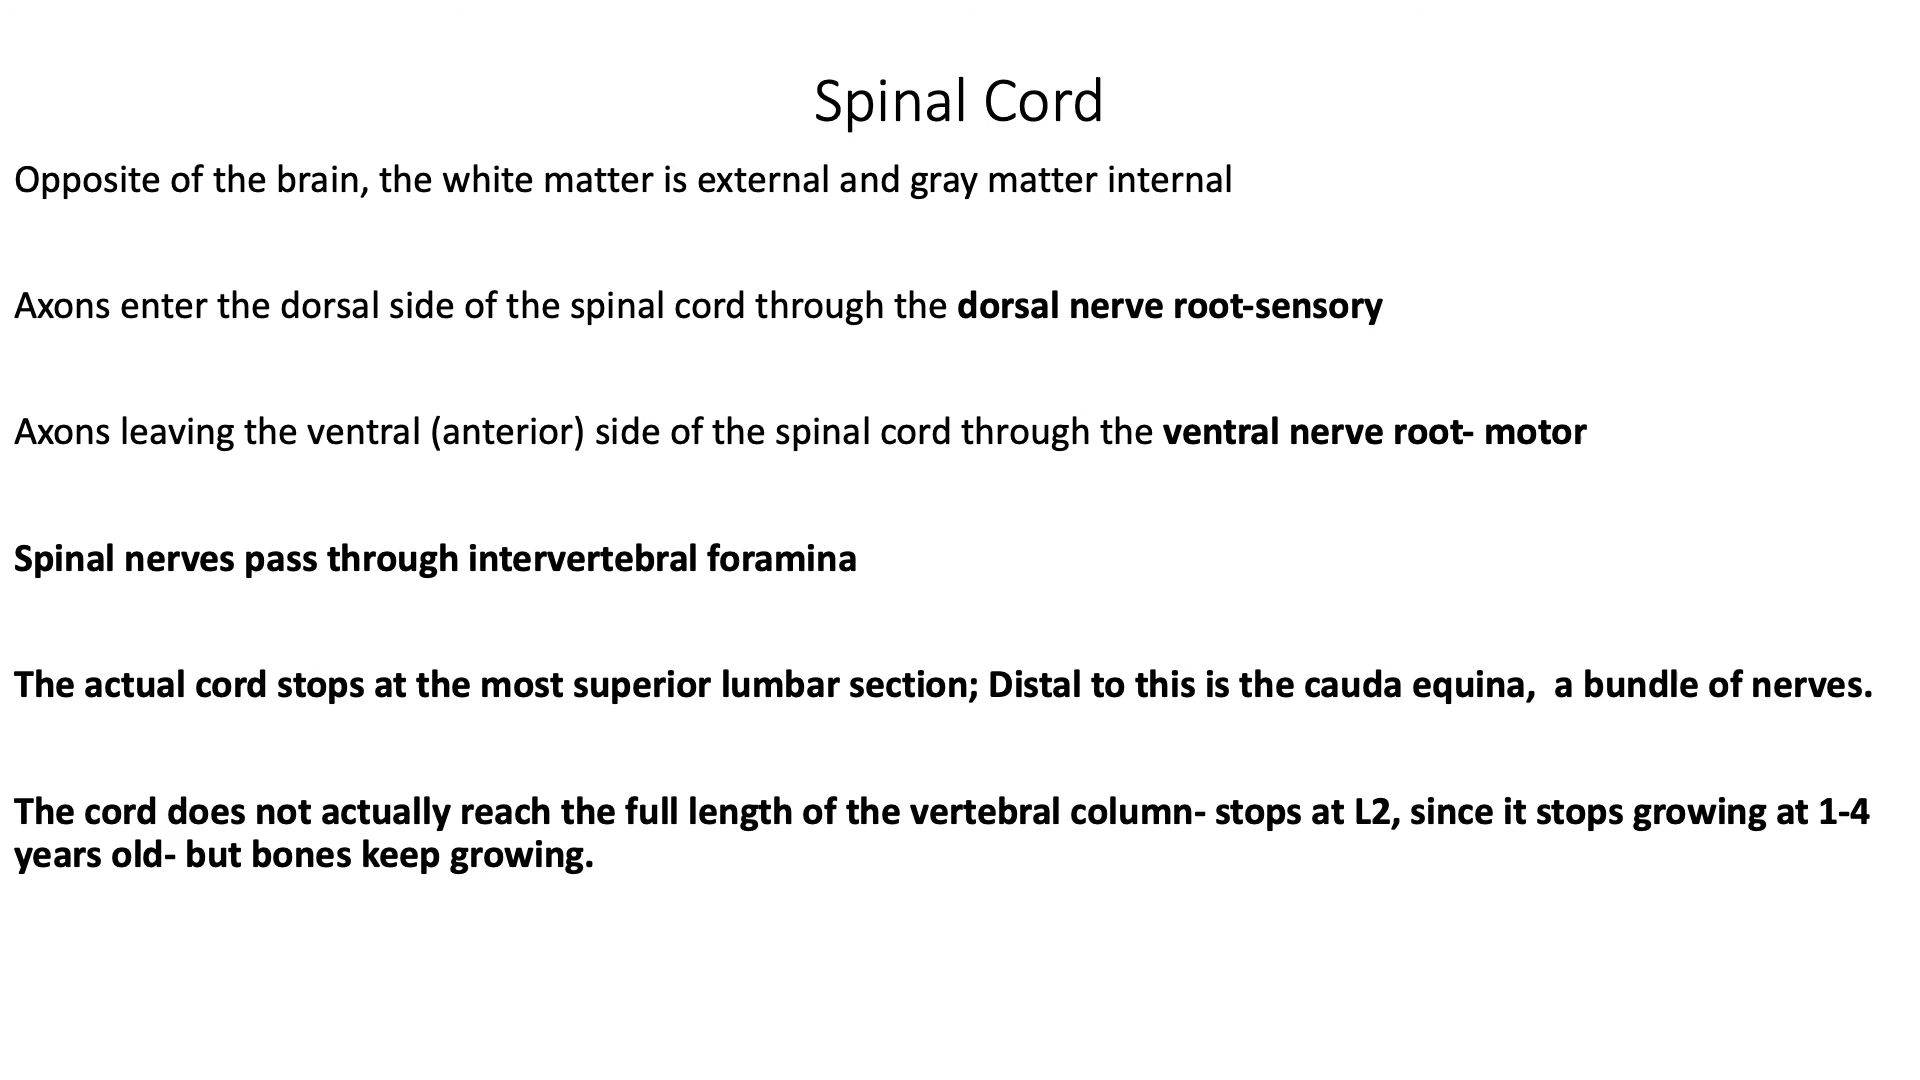 Spinal Cord
Opposite of the brain, the white matter is external and gray matter internal
Axons enter the dorsal side of the spinal cord through the dorsal nerve root-sensory
Axons leaving the ventral (anterior) side of the spinal cord through the ventral nerve root- motor
Spinal nerves pass through intervertebral foramina
The actual cord stops at the most superior lumbar section; Distal to this is the cauda equina,  a bundle of nerves.
The cord does not actually reach the full length of the vertebral column- stops at L2, since it stops growing at 1-4
years old- but bones keep growing.